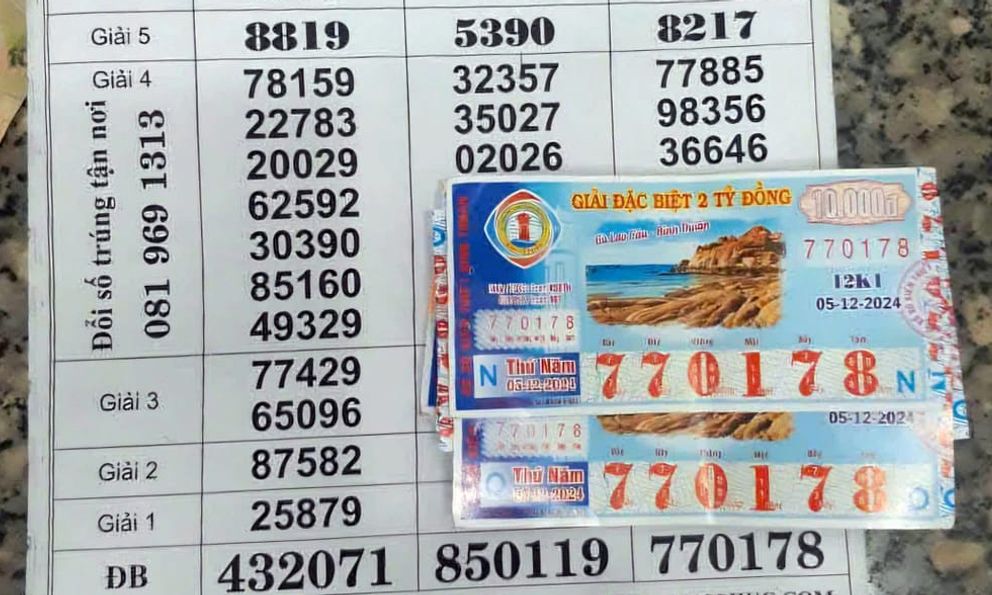 Giải 5 8819 5390 8217
Giải 4 78159 32357 77885
22783 35027 98356
20029 02026 36646
62592
30390
85160
49329
Đổi số trúng tận nơi
081 969 1313
Giải 3 77429
65096
Giải 2 87582
Giải 1 25879
ĐB 432071 850119 770178
GIẢI ĐẶC BIỆT 2 TỶ ĐỒNG
10.000đ
Bình Thuận
770178
12K1
05-12-2024
770178
N Thứ Năm
05-12-2024
770178 N
05-12-2024
770178
O Thứ Năm
770178 O